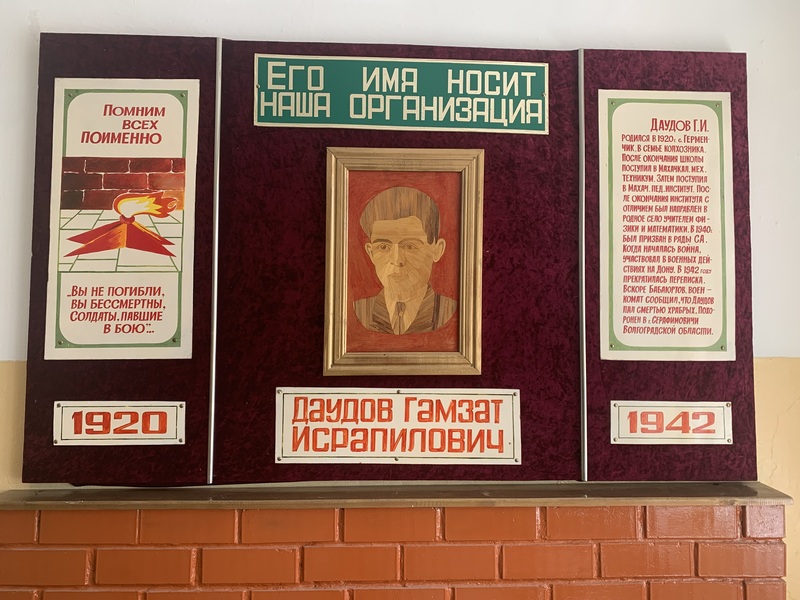 Помним
всех
поимённо
„Вы не погибли,
вы бессмертны,
солдаты, павшие
в бою"...
1920
Его имя носит
наша организация
Даудов Гамзат
Исрапилович
Даудов Г.И.
родился в 1920г. с. Гермен-
чик, в семье колхозника.
После окончания школы
поступил в Махачкал. мех.
техникум. Затем поступил
в Махач. пед. институт. Пос-
ле окончания института с
отличием был направлен в
родное село учителем фи-
зики и математики. В 1940г.
был призван в ряды СА.
Когда началась война,
участвовал в военных дей-
ствиях на Дону. В 1942 году
прекратилась переписка.
Вскоре Бабаюртов. воен-
комат сообщил, что Даудов
пал смертью храбрых. Похо-
ронен в с. Серафимовичи
Волгоградской области.
1942